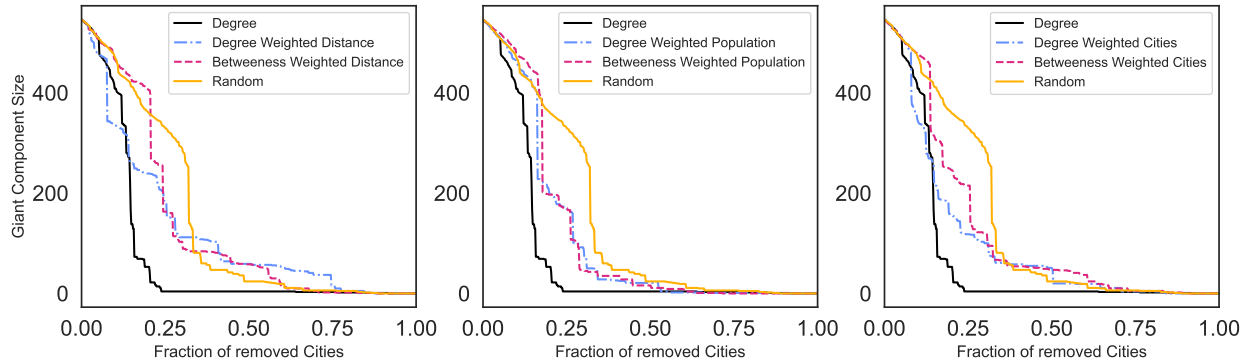 Giant Component Size
400
200
0
0.00 0.25 0.50 0.75 1.00
Fraction of removed Cities
Degree
Degree Weighted Distance
Betweeness Weighted Distance
Random
400
200
0
0.00 0.25 0.50 0.75 1.00
Fraction of removed Cities
Degree
Degree Weighted Population
Betweeness Weighted Population
Random
400
200
0
0.00 0.25 0.50 0.75 1.00
Fraction of removed Cities
Degree
Degree Weighted Cities
Betweeness Weighted Cities
Random